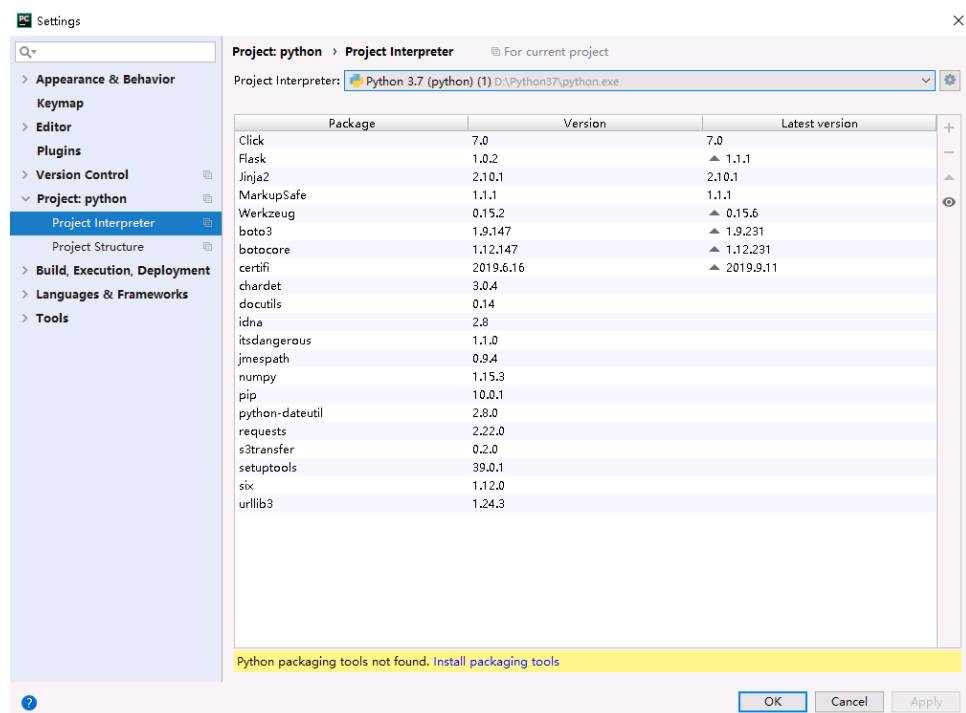 PC Settings
Project: python › Project Interpreter For current project
Appearance & Behavior
Keymap
Editor
Plugins
Version Control
Project: python
Project Interpreter
Project Structure
Build, Execution, Deployment
Languages & Frameworks
Tools
Project Interpreter: Python 3.7 (python) (1) D:\Python37\python.exe
Package Version Latest version
Click 7.0 7.0
Flask 1.0.2 1.1.1
Jinja2 2.10.1 2.10.1
MarkupSafe 1.1.1 1.1.1
Werkzeug 0.15.2 0.15.6
boto3 1.9.147 1.9.231
botocore 1.12.147 1.12.231
certifi 2019.6.16 2019.9.11
chardet 3.0.4
docutils 0.14
idna 2.8
itsdangerous 1.1.0
jmespath 0.9.4
numpy 1.15.3
pip 10.0.1
python-dateutil 2.8.0
requests 2.22.0
s3transfer 0.2.0
setuptools 39.0.1
six 1.12.0
urllib3 1.24.3
Python packaging tools not found. Install packaging tools
? OK Cancel Apply